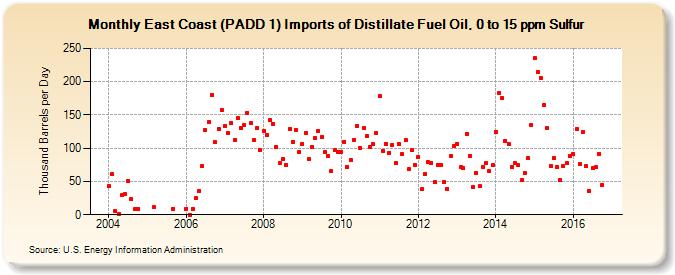 Monthly East Coast (PADD 1) Imports of Distillate Fuel Oil, 0 to 15 ppm Sulfur
Thousand Barrels per Day
250
200
150
100
50
0
2004 2006 2008 2010 2012 2014 2016
Source: U.S. Energy Information Administration